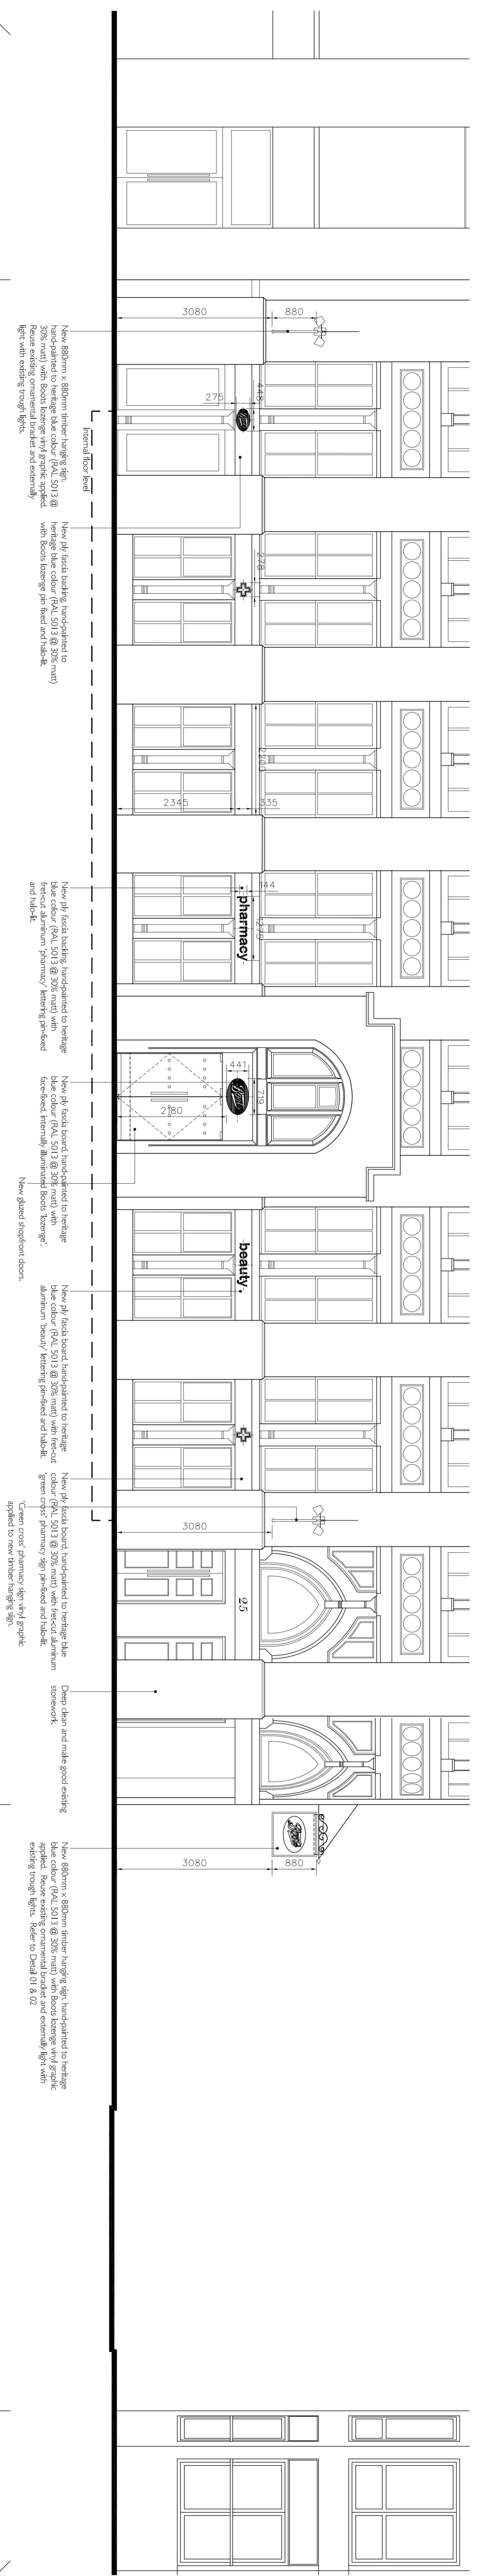 3080
880
275
448
Boots
278
2200
2345
335
144
1275
pharmacy
441
719
Boots
2180
beauty
3080
25
Boots
3080
880
Internal floor level
New 880mm x 880mm timber hanging sign,
hand-painted to heritage blue colour (RAL 5013 @
30% matt) with Boots lozenge vinyl graphic applied.
Reuse existing ornamental bracket and externally
light with existing trough lights.
New ply fascia backing, hand-painted to
heritage blue colour (RAL 5013 @ 30% matt)
with Boots lozenge pin fixed and halo-lit.
New ply fascia backing, hand-painted to heritage
blue colour (RAL 5013 @ 30% matt) with
fret-cut aluminum 'pharmacy' lettering pin-fixed
and halo-lit.
New ply fascia board, hand-painted to heritage
blue colour (RAL 5013 @ 30% matt) with
face-fixed, internally illuminated Boots 'lozenge'.
New glazed shopfront doors.
New ply fascia board, hand-painted to heritage
blue colour (RAL 5013 @ 30% matt) with fret-cut
aluminum 'beauty' lettering pin-fixed and halo-lit.
New ply fascia board, hand-painted to heritage blue
colour (RAL 5013 @ 30% matt) with fret-cut aluminum
'green cross' pharmacy sign pin-fixed and halo-lit.
'Green cross' pharmacy sign vinyl graphic
applied to new timber hanging sign.
Deep clean and make good existing
stonework.
New 880mm x 880mm timber hanging sign, hand-painted to heritage
blue colour (RAL 5013 @ 30% matt) with Boots lozenge vinyl graphic
applied. Reuse existing ornamental bracket and externally light with
existing trough lights. Refer to Detail 01 & 02